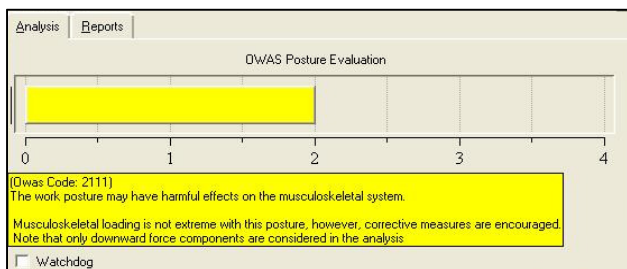 Analysis Reports
OWAS Posture Evaluation
0 1 2 3 4
(Owas Code: 2111)
The work posture may have harmful effects on the musculoskeletal system.
Musculoskeletal loading is not extreme with this posture, however, corrective measures are encouraged.
Note that only downward force components are considered in the analysis
Watchdog